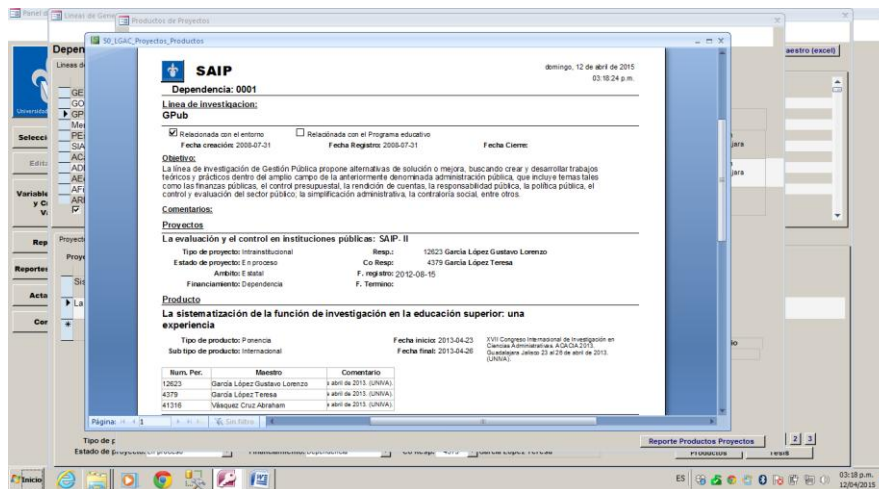 Panel d
Lineas de Gene
Productos de Proyectos
50_LGAC_Proyectos_Productos
Depen
aestro (excel)
Lineas d
Universidad
GE
GO
GP
Me
PE
SIA
AC
AD
AE
AF
AR
Selecci
Edit
Variable
y C
V
Rep
Reportes
Acta
Cor
Proyect
Proye
Sis
La
jara
jara
io
SAIP
domingo, 12 de abril de 2015
03:18:24 p.m.
Dependencia: 0001
Linea de investigacion:
GPub
Relacionada con el entorno
Relaciónada con el Programa educativo
Fecha creación: 2008-07-31
Fecha Registro: 2008-07-31
Fecha Cierre:
Objetivo:
La línea de investigación de Gestión Pública propone alternativas de solución o mejora, buscando crear y desarrollar trabajos
teóricos y prácticos dentro del amplio campo de la anteriormente denominada administración pública, que incluye temas tales
como las finanzas públicas, el control presupuestal, la rendición de cuentas, la responsabilidad pública, la política pública, el
control y evaluación del sector público; la simplificación administrativa, la contraloría social, entre otros.
Comentarios:
Proyectos
La evaluación y el control en instituciones públicas: SAIP- II
Tipo de proyecto: Intrainstitucional
Resp.: 12623 García López Gustavo Lorenzo
Estado de proyecto: En proceso
Co Resp: 4379 García López Teresa
Ambito: Estatal
F. registro: 2012-08-15
Financiamiento: Dependencia
F. Termino:
Producto
La sistematización de la función de investigación en la educación superior: una
experiencia
Tipo de producto: Ponencia
Fecha inicio: 2013-04-23
Sub tipo de producto: Internacional
Fecha final: 2013-04-26
XVII Congreso Internacional de Investigación en
Ciencias Administrativas. ACACIA 2013.
Guadalajara Jalisco 23 al 26 de abril de 2013.
(UNIVA).
Num. Per. Maestro Comentario
12623 García López Gustavo Lorenzo e abril de 2013. (UNIVA).
4379 García López Teresa e abril de 2013. (UNIVA).
41316 Vásquez Cruz Abraham e abril de 2013. (UNIVA).
Página: 1 Sin filtro
Reporte Productos Proyectos
2 3
Tipo de p
Estado de proyecto: En proceso Financiamiento: Dependencia Co Resp: 4379 García López Teresa
Productos
Tesis
Inicio
ES
03:18 p.m.
12/04/2015